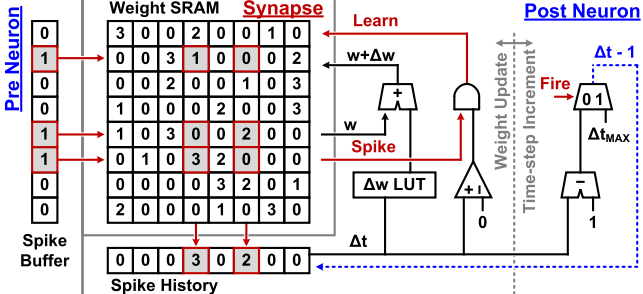 Weight SRAM
Synapse
Post Neuron
Pre Neuron
0
1
0
0
1
1
0
0
3 0 0 2 0 0 1 0
0 0 3 1 0 0 0 2
0 0 2 0 0 1 0 3
1 0 0 0 2 0 0 3
1 0 3 0 0 2 0 0
0 1 0 3 2 0 0 0
0 0 0 0 3 2 0 1
2 0 0 0 1 0 3 0
Learn
w+Δw
w
Spike
+
Δw LUT
+ -
0
Weight Update
Time-step Increment
Δt - 1
Fire
0 1
Δt MAX
-
1
Spike
Buffer
0 0 0 3 0 2 0 0
Δt
Spike History